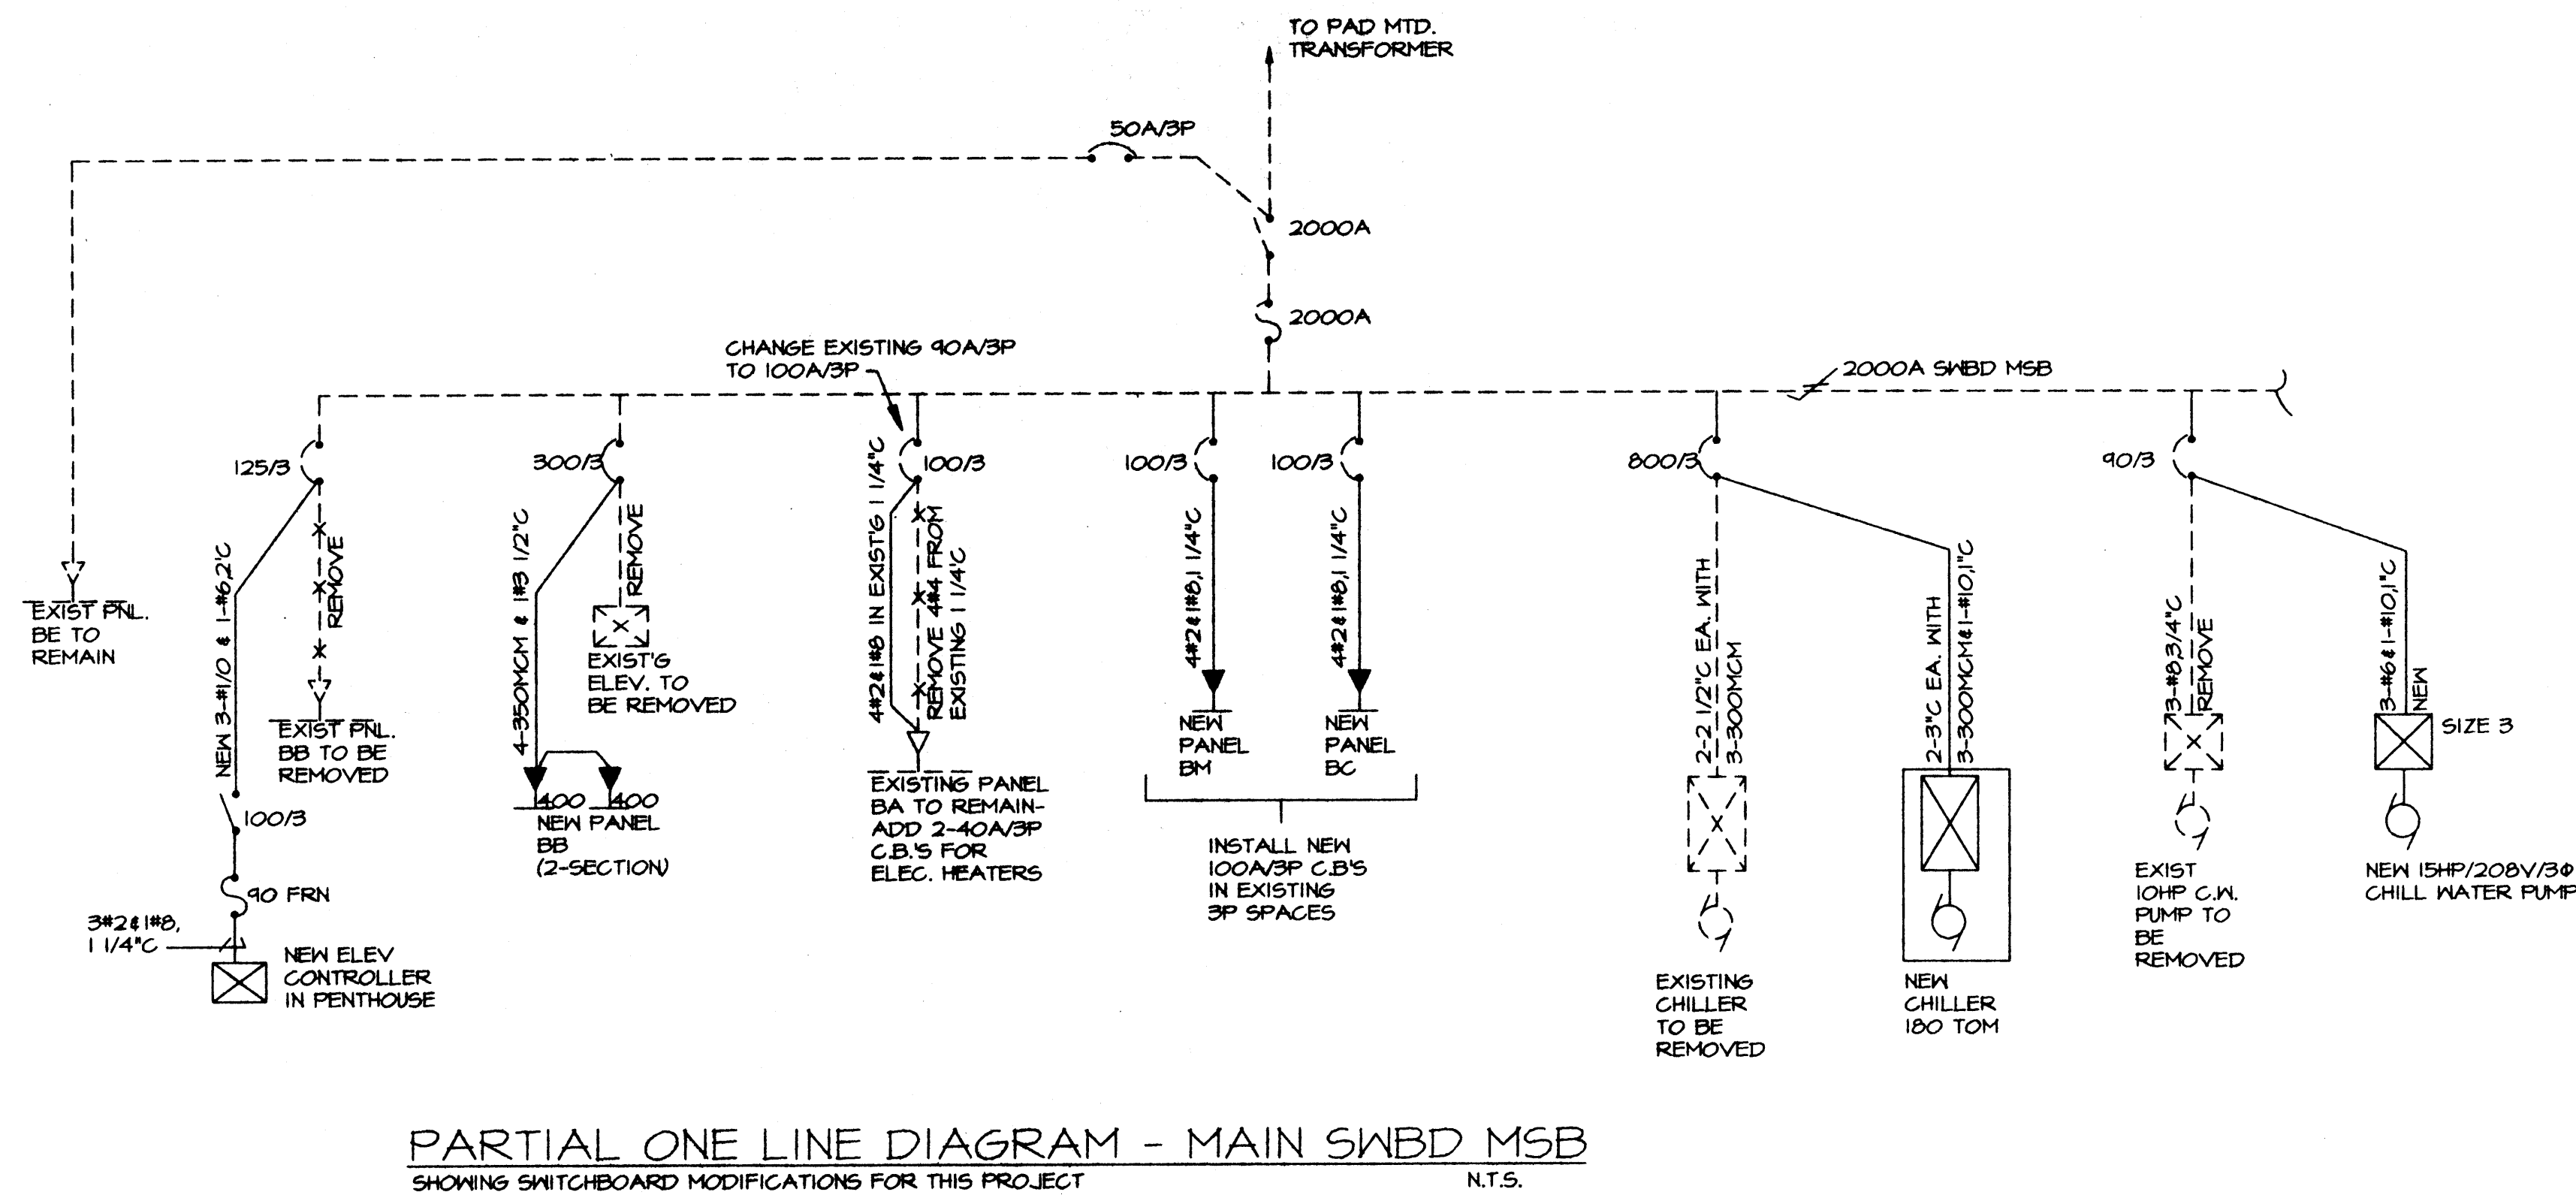 TO PAD MTD.
TRANSFORMER
50A/3P
2000A
2000A
CHANGE EXISTING 90A/3P
TO 100A/3P
2000A SWBD MSB
125/3
300/3
100/3
100/3
100/3
800/3
90/3
EXIST PNL.
BE TO
REMAIN
NEW 3-#1/0 & 1-#6,2"C
REMOVE
EXIST PNL.
BB TO BE
REMOVED
100/3
90 FRN
3#2&1#8,
1 1/4"C
NEW ELEV
CONTROLLER
IN PENTHOUSE
4-350MCM & 1#3 1/2"C
REMOVE
EXIST'G
ELEV. TO
BE REMOVED
400
400
NEW PANEL
BB
(2-SECTION)
4#2&1#8 IN EXIST'G 1 1/4"C
REMOVE 4#4 FROM
EXISTING 1 1/4"C
EXISTING PANEL
BA TO REMAIN-
ADD 2-40A/3P
C.B.'S FOR
ELEC. HEATERS
4#2&1#8,1 1/4"C
NEW
PANEL
BM
4#2&1#8,1 1/4"C
NEW
PANEL
BC
INSTALL NEW
100A/3P C.B'S
IN EXISTING
3P SPACES
2-2 1/2"C EA. WITH
3-300MCM
EXISTING
CHILLER
TO BE
REMOVED
2-3"C EA. WITH
3-300MCM&1-#10,1"C
NEW
CHILLER
180 TOM
3-#8,3/4"C
REMOVE
EXIST
10HP C.W.
PUMP TO
BE
REMOVED
3-#6& 1-#10,1"C
NEW
SIZE 3
NEW 15HP/208V/3Φ
CHILL WATER PUMP
PARTIAL ONE LINE DIAGRAM - MAIN SWBD MSB
SHOWING SWITCHBOARD MODIFICATIONS FOR THIS PROJECT
N.T.S.